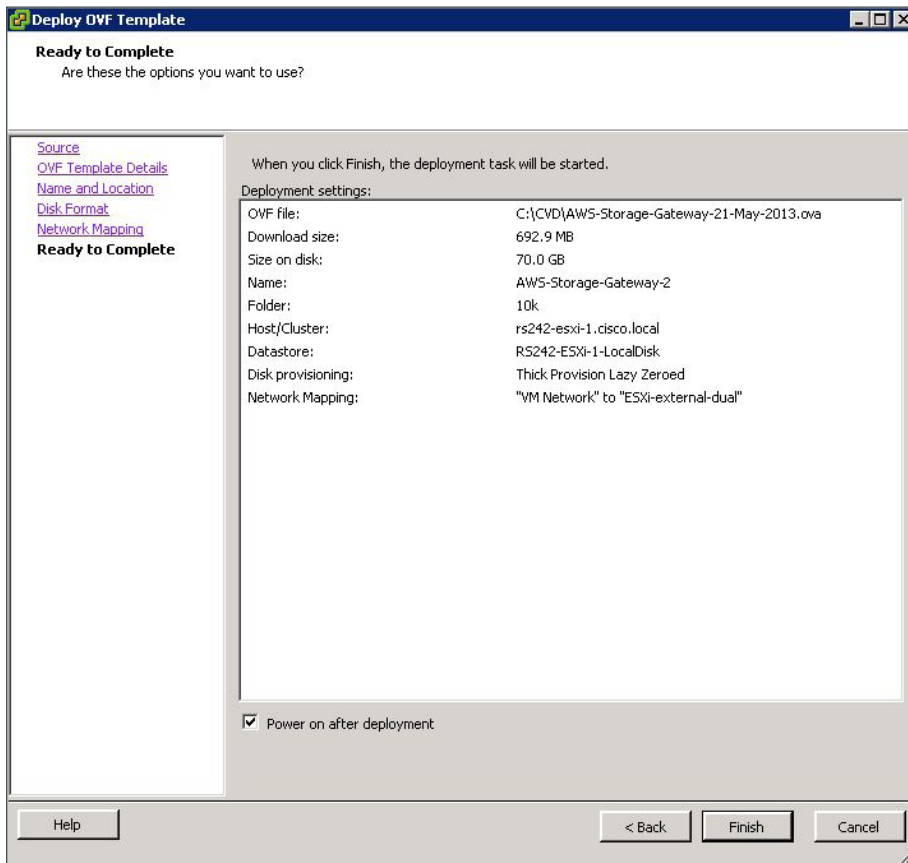 Deploy OVF Template
Ready to Complete
Are these the options you want to use?
Source
OVF Template Details
Name and Location
Disk Format
Network Mapping
Ready to Complete
When you click Finish, the deployment task will be started.
Deployment settings:
OVF file: C:\CVD\AWS-Storage-Gateway-21-May-2013.ova
Download size: 692.9 MB
Size on disk: 70.0 GB
Name: AWS-Storage-Gateway-2
Folder: 10k
Host/Cluster: rs242-esxi-1.cisco.local
Datastore: RS242-ESXi-1-LocalDisk
Disk provisioning: Thick Provision Lazy Zeroed
Network Mapping: "VM Network" to "ESXi-external-dual"
Power on after deployment
Help < Back Finish Cancel